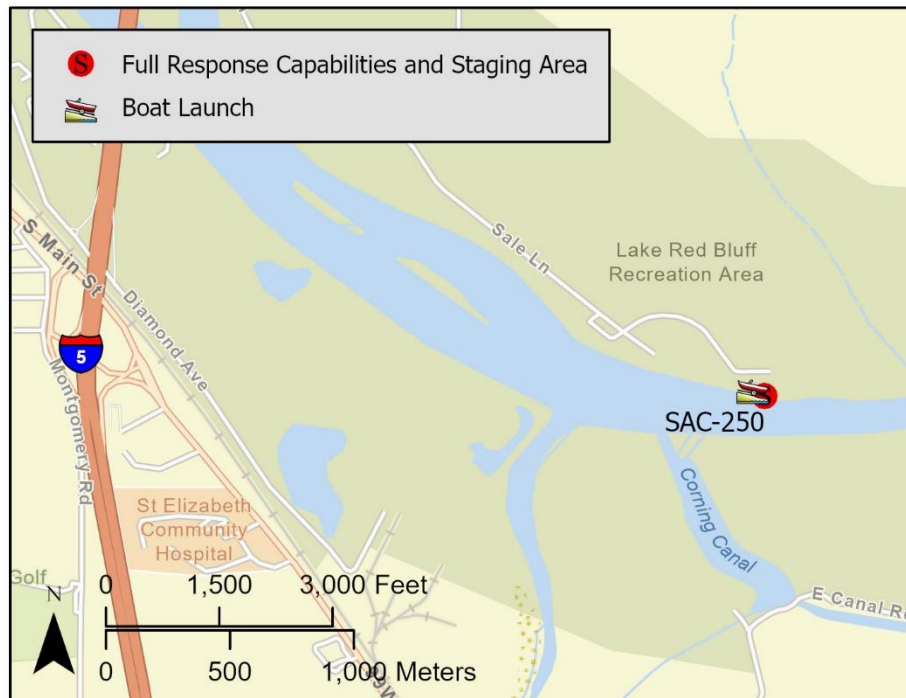 S
Full Response Capabilities and Staging Area
Boat Launch
S Main St
Diamond Ave
5
Montgomery Rd
Sale Ln
Lake Red Bluff
Recreation Area
SAC-250
Corning Canal
E Canal Rd
St Elizabeth
Community
Hospital
Golf
99W
N
0 1,500 3,000 Feet
0 500 1,000 Meters